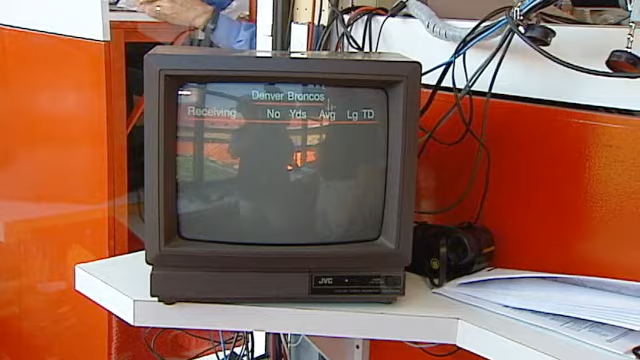 Denver Broncos
Receiving No Yds Avg Lg TD
JVC